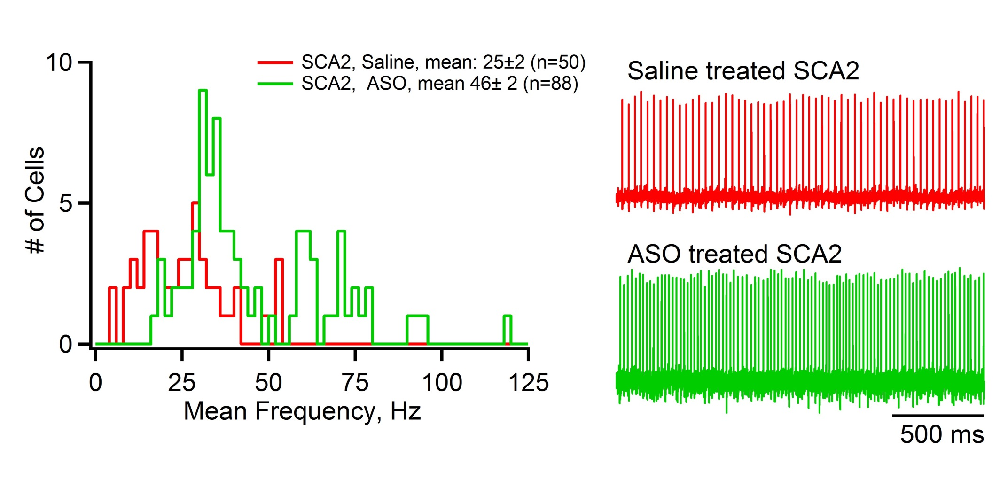 10
5
0
# of Cells
0 25 50 75 100 125
Mean Frequency, Hz
SCA2, Saline, mean: 25±2 (n=50)
SCA2,  ASO, mean 46± 2 (n=88)
Saline treated SCA2
ASO treated SCA2
500 ms